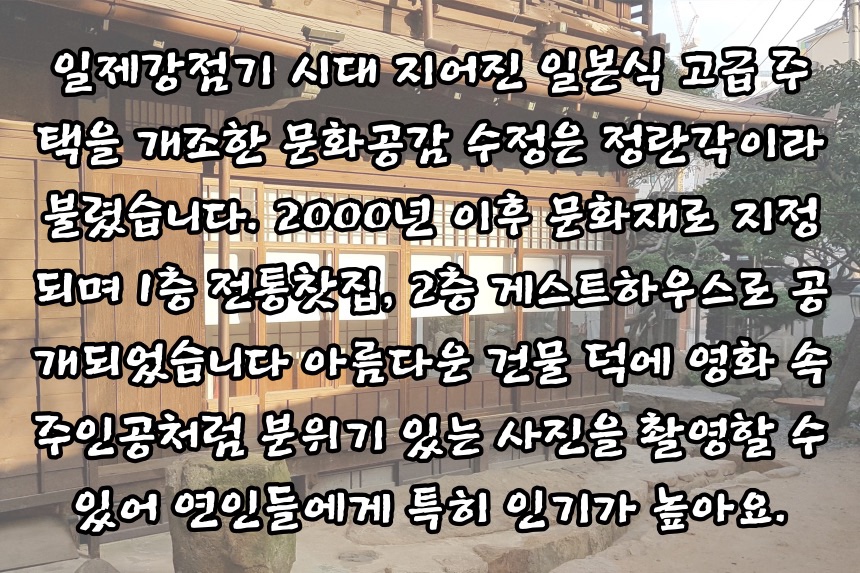 일제강점기 시대 지어진 일본식 고급 주
택을 개조한 문화공감 수정은 정란각이라
불렸습니다. 2000년 이후 문화재로 지정
되며 1층 전통찻집, 2층 게스트하우스로 공
개되었습니다 아름다운 건물 덕에 영화 속
주인공처럼 분위기 있는 사진을 촬영할 수
있어 연인들에게 특히 인기가 높아요.